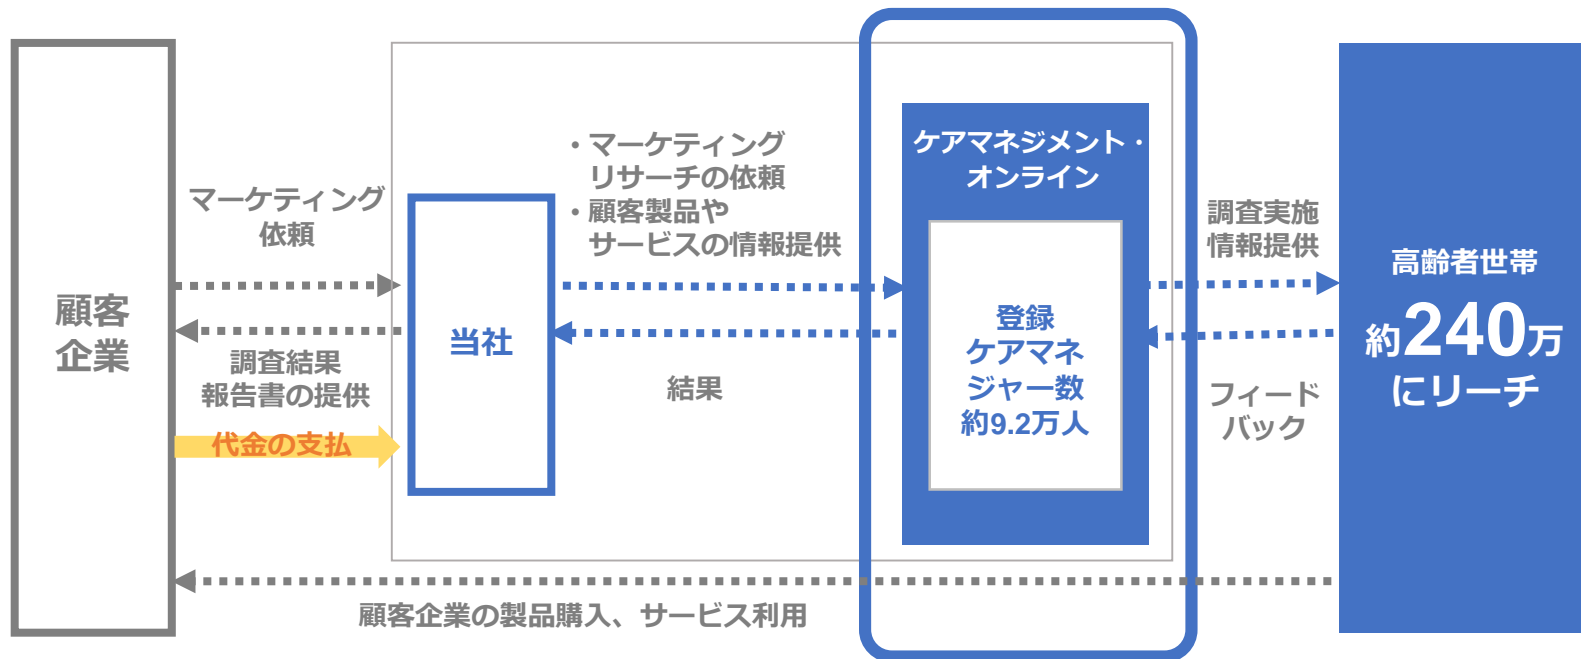 顧客
企業
マーケティング
依頼
調査結果
報告書の提供
代金の支払
当社
・マーケティング
リサーチの依頼
・顧客製品や
サービスの情報提供
結果
ケアマネジメント・
オンライン
登録
ケアマネ
ジャー数
約9.2万人
調査実施
情報提供
フィード
バック
高齢者世帯
約240万
にリーチ
顧客企業の製品購入、サービス利用